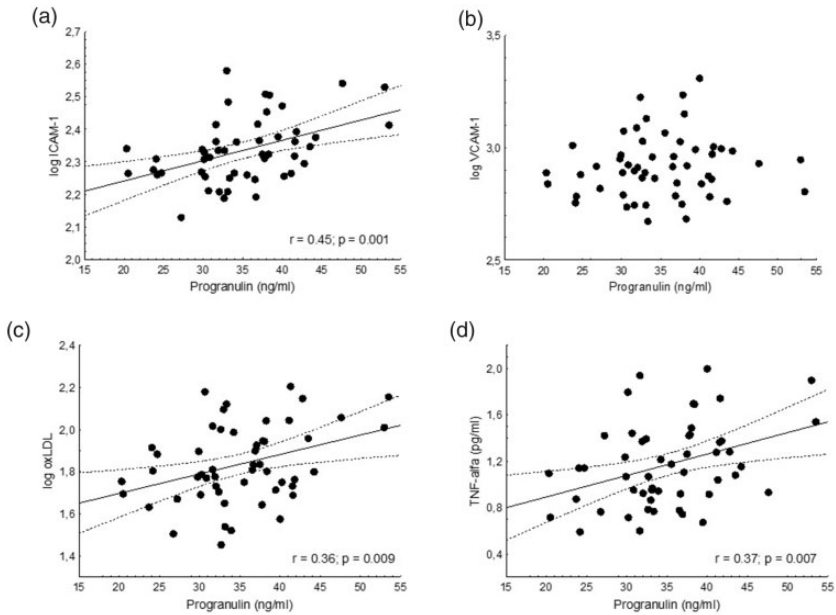 (a)
2,7
2,6
2,5
2,4
2,3
2,2
2,1
2,0
log ICAM-1
15 20 25 30 35 40 45 50 55
Progranulin (ng/ml)
r = 0.45; p = 0.001
(b)
3,5
3,0
2,5
log VCAM-1
15 20 25 30 35 40 45 50 55
Progranulin (ng/ml)
(c)
2,4
2,2
2,0
1,8
1,6
1,4
log oxLDL
15 20 25 30 35 40 45 50 55
Progranulin (ng/ml)
r = 0.36; p = 0.009
(d)
2,0
1,6
1,2
0,8
0,4
TNF-alfa (pg/ml)
15 20 25 30 35 40 45 50 55
Progranulin (ng/ml)
r = 0.37; p = 0.007